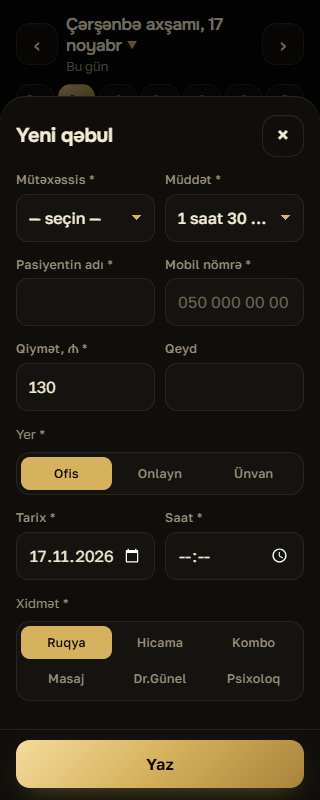 Çərşənbə axşamı, 17
noyabr ▼
Bu gün
Yeni qəbul
Mütəxəssis *
Müddət *
— seçin —
1 saat 30 ...
Pasiyentin adı *
Mobil nömrə *
050 000 00 00
Qiymət, ₼ *
Qeyd
130
Yer *
Ofis
Onlayn
Ünvan
Tarix *
Saat *
17.11.2026
--:--
Xidmət *
Ruqya
Hicama
Kombo
Masaj
Dr.Günel
Psixoloq
Yaz